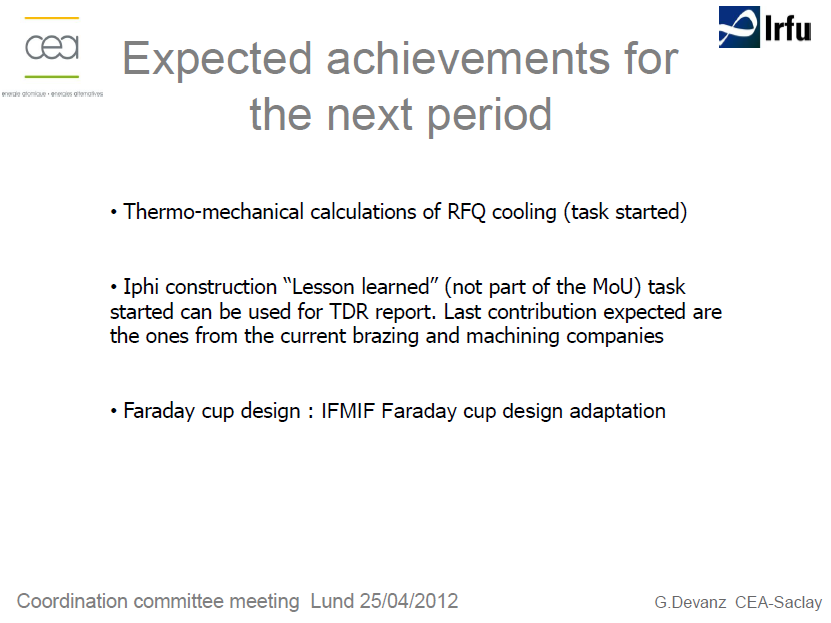 cea
énergie atomique • énergies alternatives
Irfu
Expected achievements for
the next period
• Thermo-mechanical calculations of RFQ cooling (task started)
• Iphi construction “Lesson learned” (not part of the MoU) task
started can be used for TDR report. Last contribution expected are
the ones from the current brazing and machining companies
• Faraday cup design : IFMIF Faraday cup design adaptation
Coordination committee meeting  Lund 25/04/2012
G.Devanz  CEA-Saclay